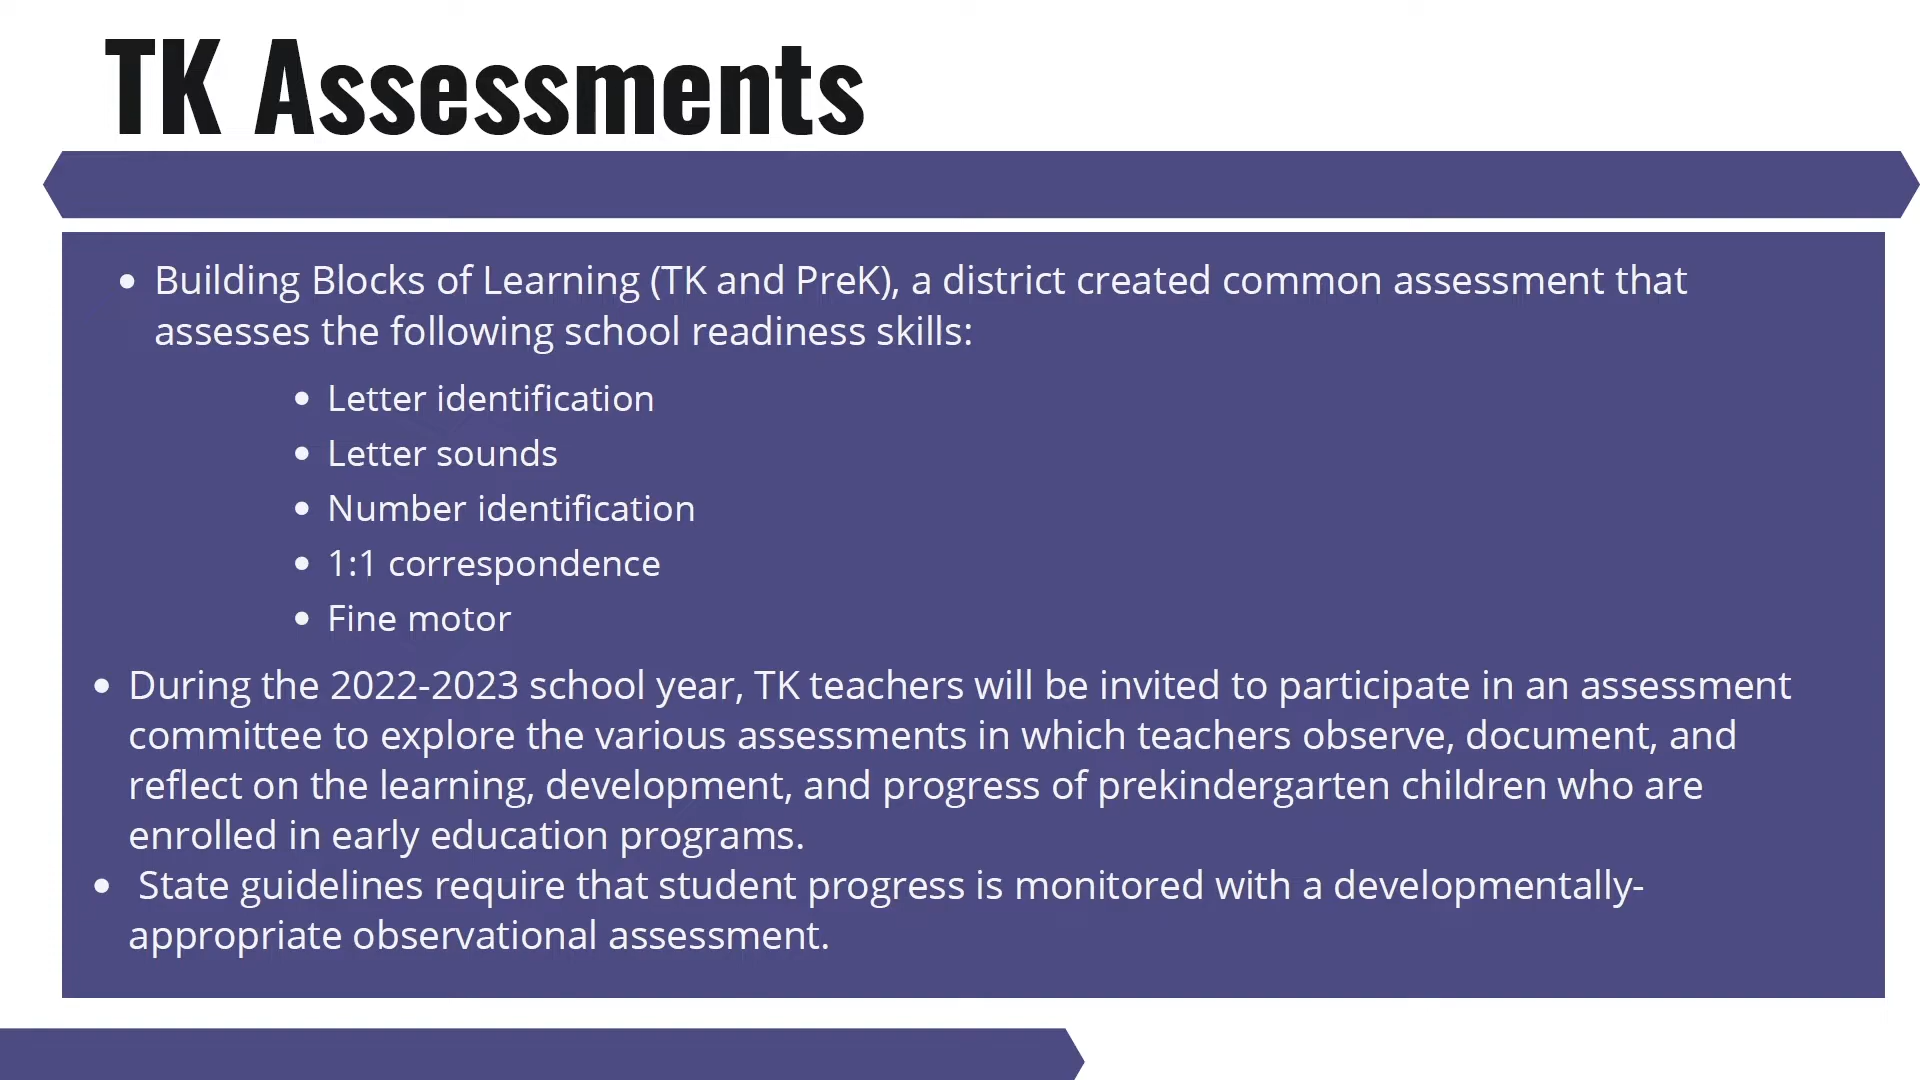 TK Assessments
Building Blocks of Learning (TK and PreK), a district created common assessment that
assesses the following school readiness skills:
Letter identification
Letter sounds
Number identification
1:1 correspondence
Fine motor
During the 2022-2023 school year, TK teachers will be invited to participate in an assessment
committee to explore the various assessments in which teachers observe, document, and
reflect on the learning, development, and progress of prekindergarten children who are
enrolled in early education programs.
State guidelines require that student progress is monitored with a developmentally-
appropriate observational assessment.